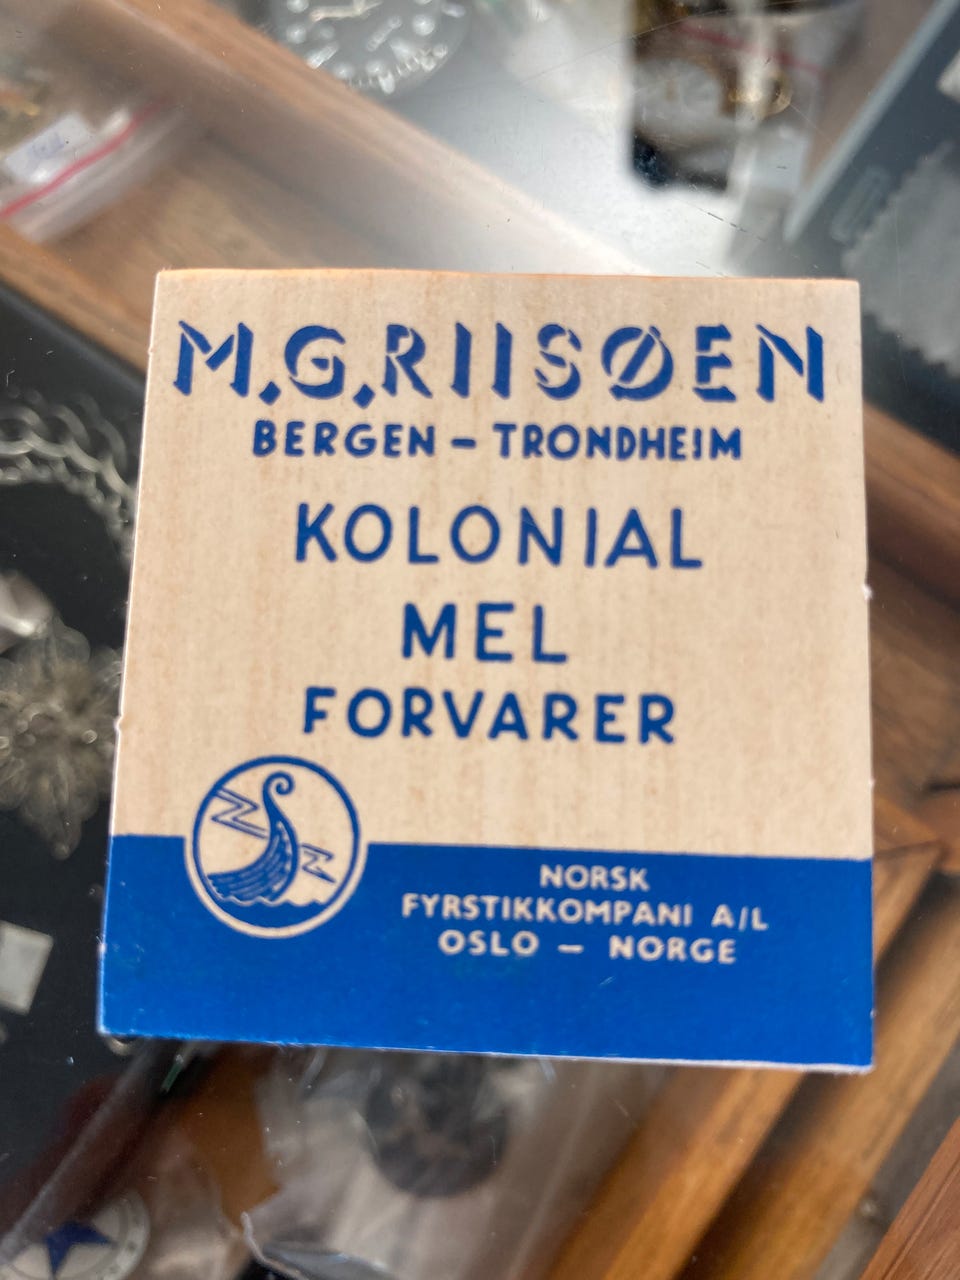 M.G.RIISØEN
BERGEN – TRONDHEIM
KOLONIAL
MEL
FORVARER
NORSK
FYRSTIKKOMPANI A/L
OSLO – NORGE